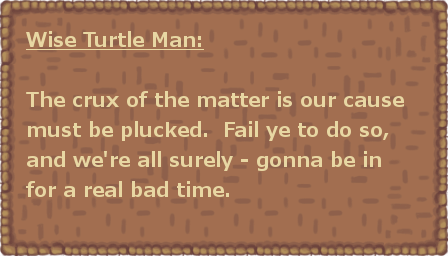 Wise Turtle Man:
The crux of the matter is our cause
must be plucked.  Fail ye to do so,
and we're all surely - gonna be in
for a real bad time.